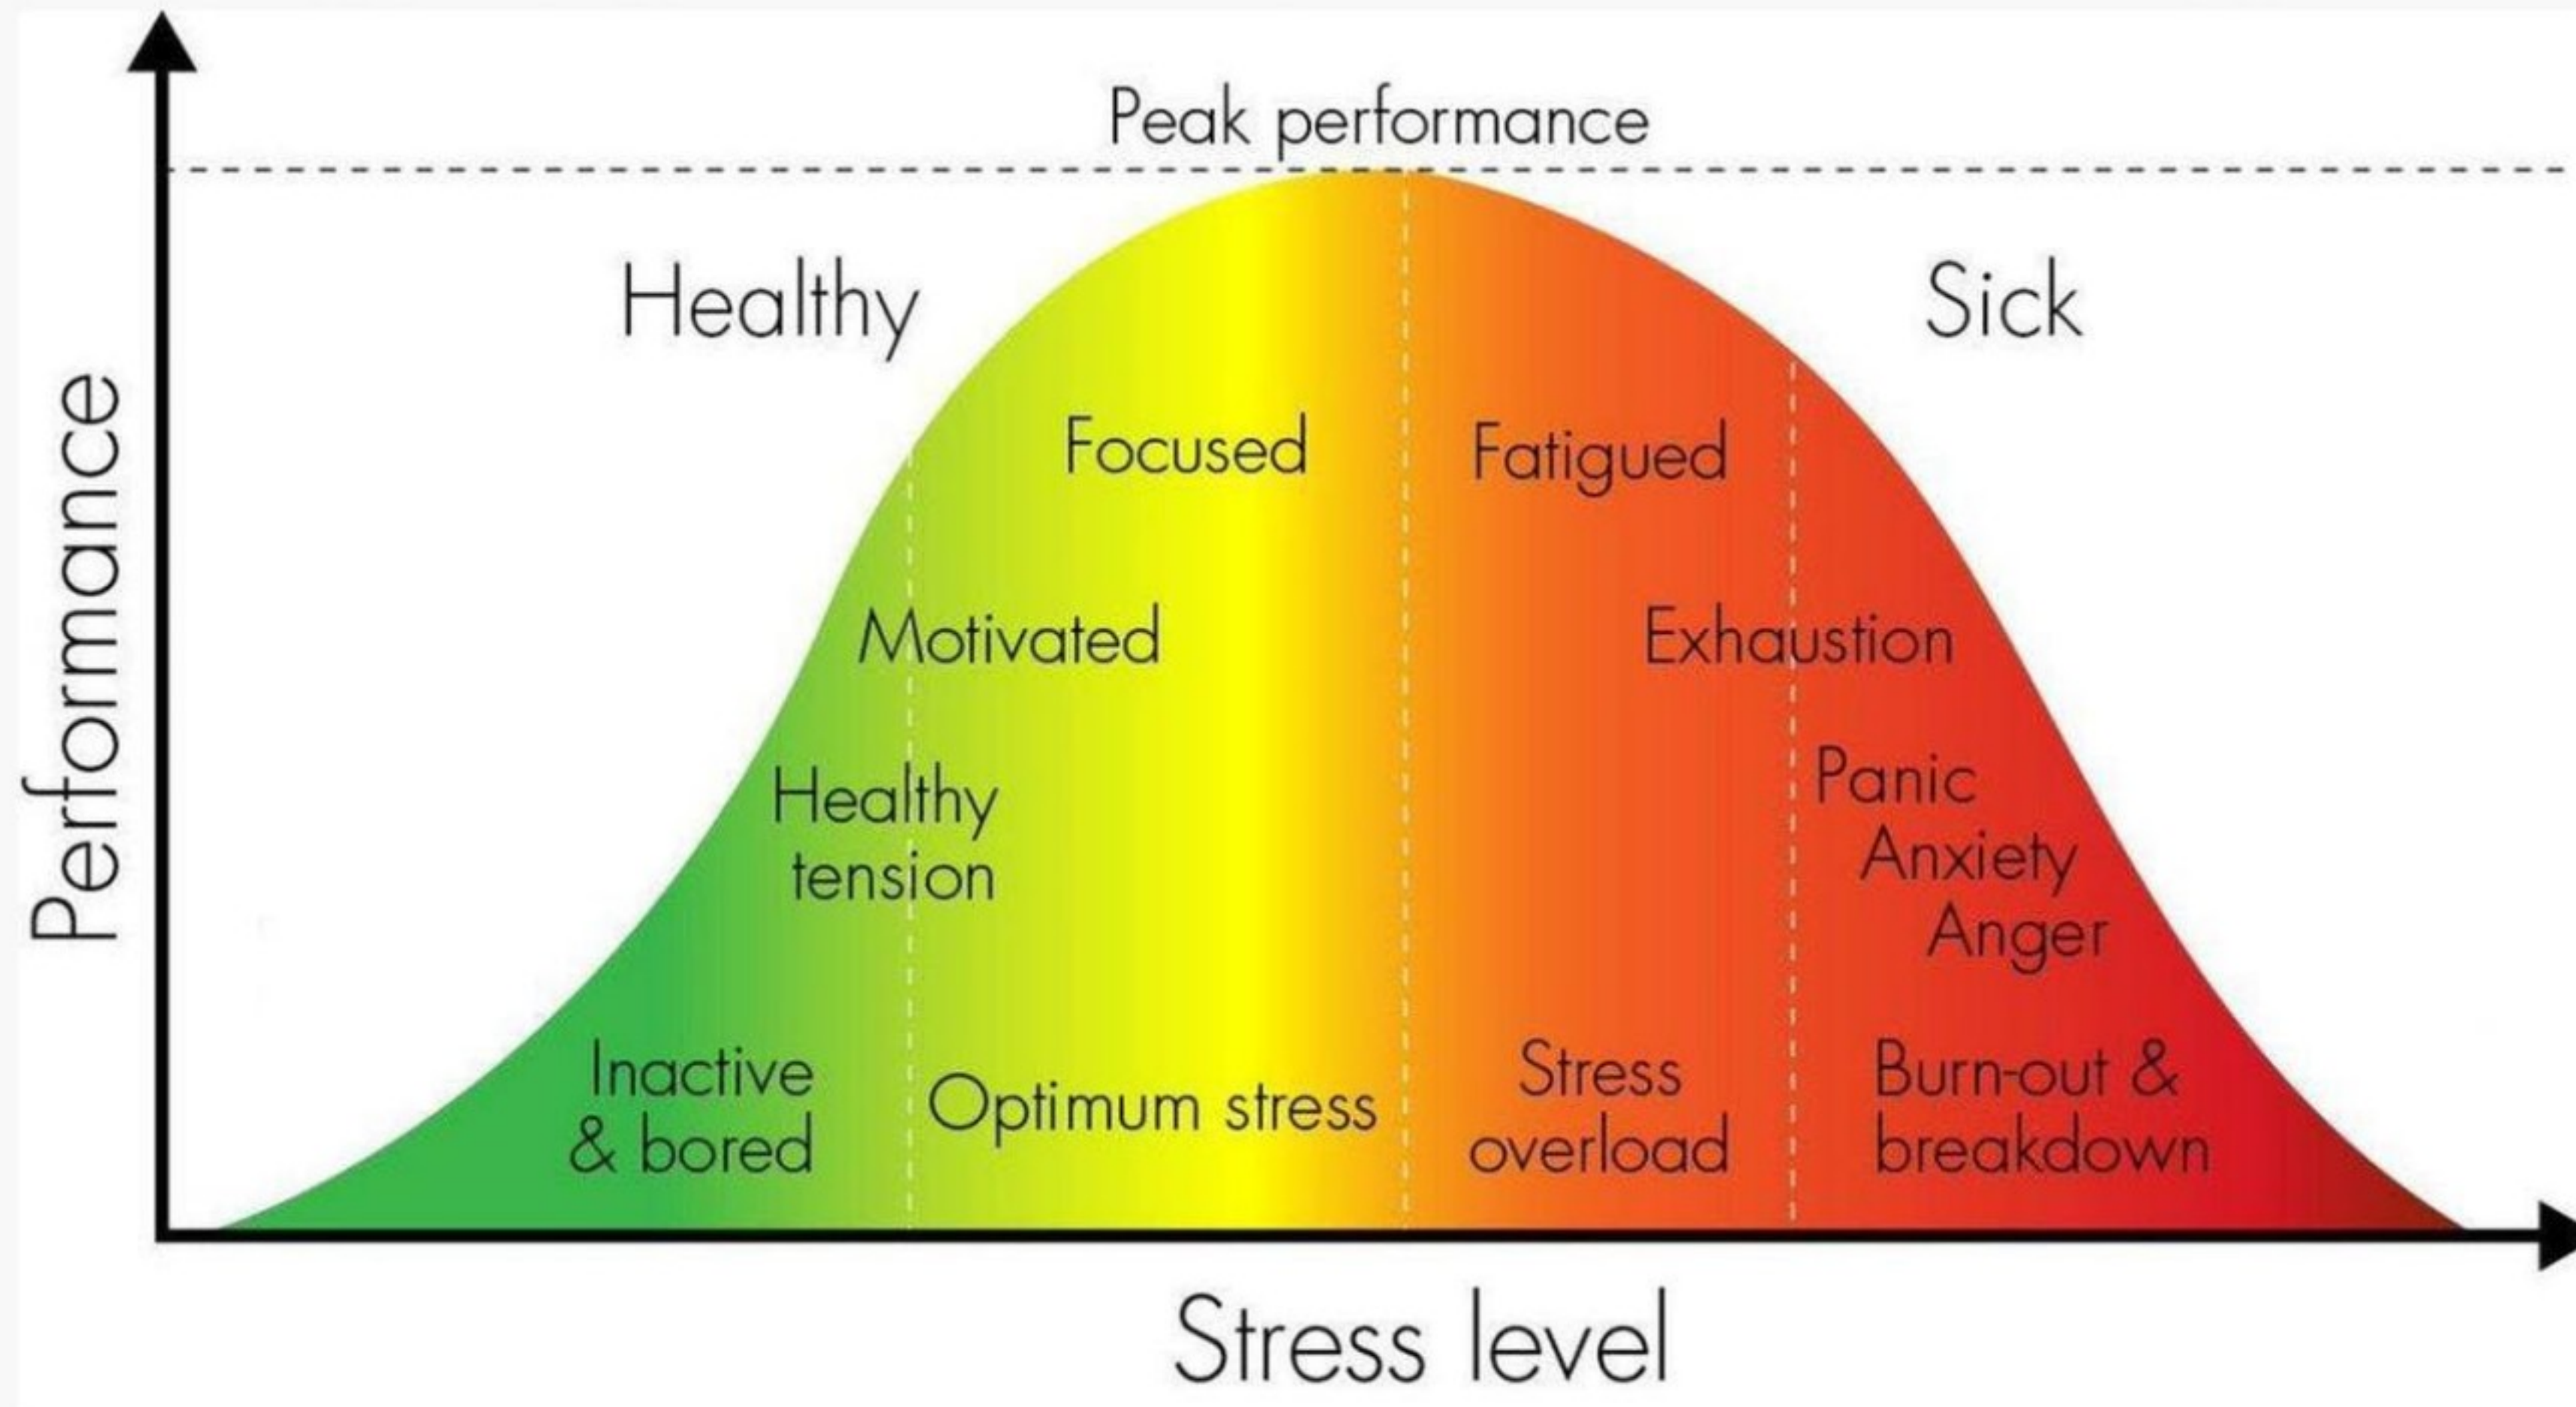 Peak performance
Healthy
Sick
Performance
Focused
Fatigued
Motivated
Exhaustion
Healthy
tension
Panic
Anxiety
Anger
Inactive
& bored
Optimum stress
Stress
overload
Burn-out &
breakdown
Stress level